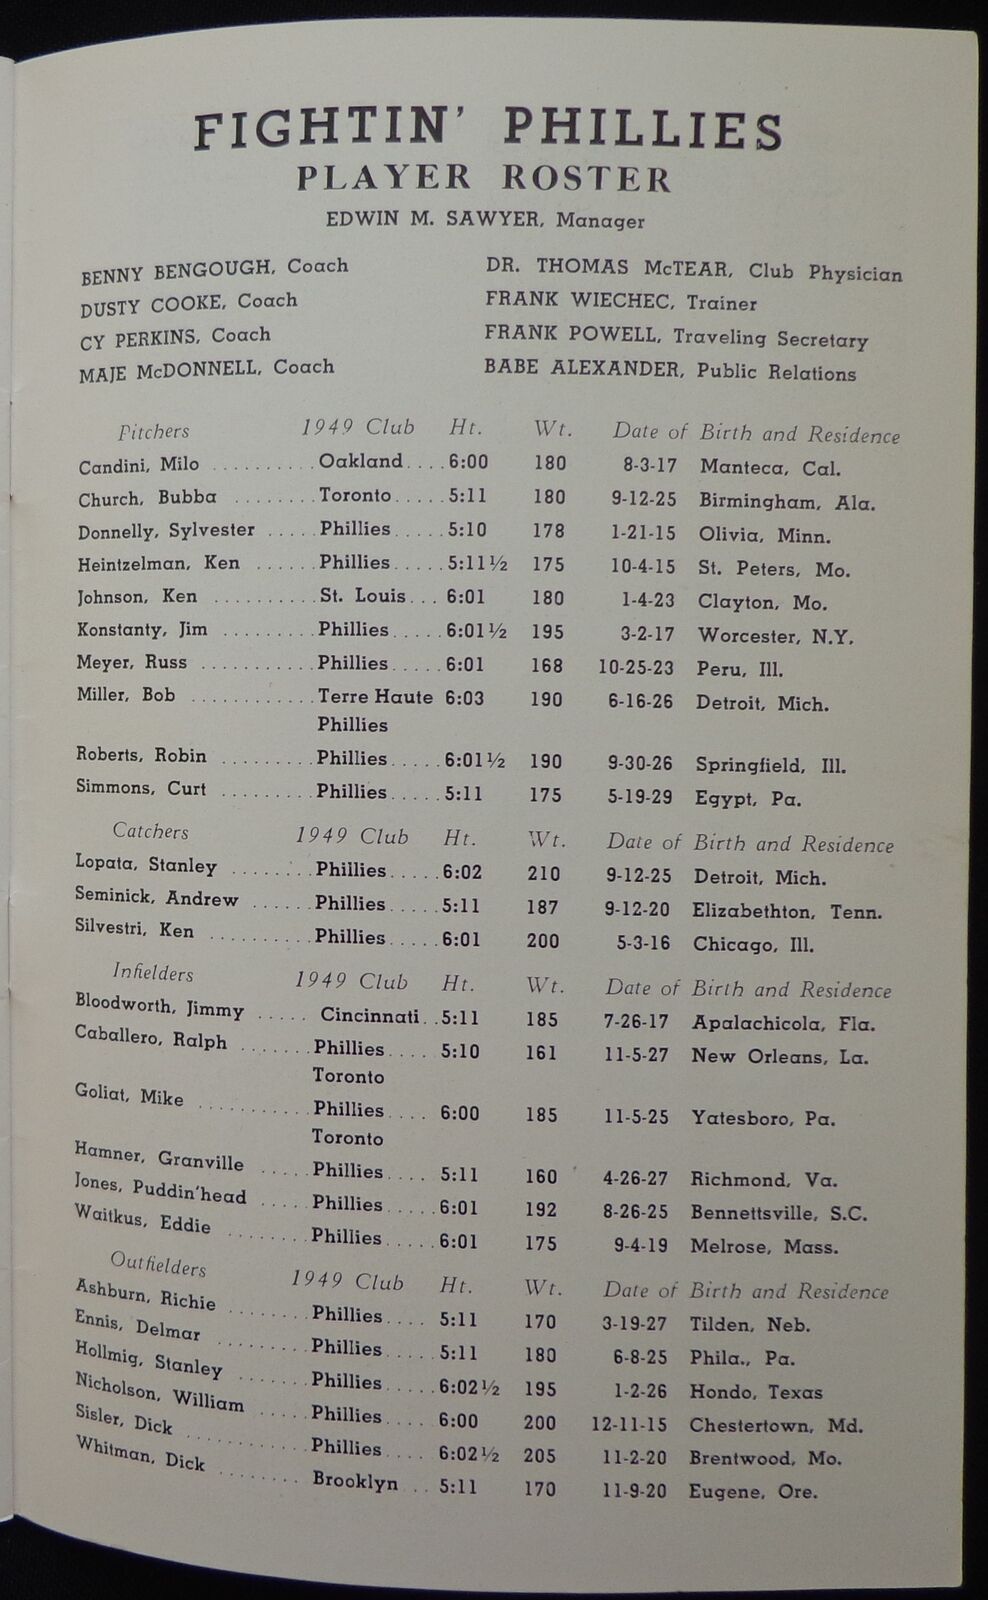 FIGHTIN' PHILLIES
PLAYER ROSTER
EDWIN M. SAWYER, Manager
BENNY BENGOUGH, Coach DR. THOMAS McTEAR, Club Physician
DUSTY COOKE, Coach FRANK WIECHEC, Trainer
CY PERKINS, Coach FRANK POWELL, Traveling Secretary
MAJE McDONNELL, Coach BABE ALEXANDER, Public Relations
Pitchers 1949 Club Ht. Wt. Date of Birth and Residence
Candini, Milo .......... Oakland .... 6:00 180 8-3-17 Manteca, Cal.
Church, Bubba ........ Toronto ..... 5:11 180 9-12-25 Birmingham, Ala.
Donnelly, Sylvester ..... Phillies ..... 5:10 178 1-21-15 Olivia, Minn.
Heintzelman, Ken ...... Phillies ..... 5:11½ 175 10-4-15 St. Peters, Mo.
Johnson, Ken .......... St. Louis ... 6:01 180 1-4-23 Clayton, Mo.
Konstanty, Jim ......... Phillies ..... 6:01½ 195 3-2-17 Worcester, N.Y.
Meyer, Russ ........... Phillies ..... 6:01 168 10-25-23 Peru, Ill.
Miller, Bob ............ Terre Haute 6:03 190 6-16-26 Detroit, Mich.
Phillies
Roberts, Robin ......... Phillies ..... 6:01½ 190 9-30-26 Springfield, Ill.
Simmons, Curt ......... Phillies ..... 5:11 175 5-19-29 Egypt, Pa.
Catchers 1949 Club Ht. Wt. Date of Birth and Residence
Lopata, Stanley ........ Phillies ..... 6:02 210 9-12-25 Detroit, Mich.
Seminick, Andrew ...... Phillies ..... 5:11 187 9-12-20 Elizabethton, Tenn.
Silvestri, Ken .......... Phillies ..... 6:01 200 5-3-16 Chicago, Ill.
Infielders 1949 Club Ht. Wt. Date of Birth and Residence
Bloodworth, Jimmy ..... Cincinnati .. 5:11 185 7-26-17 Apalachicola, Fla.
Caballero, Ralph ....... Phillies .... 5:10 161 11-5-27 New Orleans, La.
Toronto
Goliat, Mike ........... Phillies .... 6:00 185 11-5-25 Yatesboro, Pa.
Toronto
Hamner, Granville ..... Phillies .... 5:11 160 4-26-27 Richmond, Va.
Jones, Puddin'head ..... Phillies ..... 6:01 192 8-26-25 Bennettsville, S.C.
Waitkus, Eddie ........ Phillies ..... 6:01 175 9-4-19 Melrose, Mass.
Outfielders 1949 Club Ht. Wt. Date of Birth and Residence
Ashburn, Richie ........ Phillies .... 5:11 170 3-19-27 Tilden, Neb.
Ennis, Delmar ......... Phillies ..... 5:11 180 6-8-25 Phila., Pa.
Hollmig, Stanley ....... Phillies ..... 6:02½ 195 1-2-26 Hondo, Texas
Nicholson, William ..... Phillies .... 6:00 200 12-11-15 Chestertown, Md.
Sisler, Dick ............ Phillies .... 6:02½ 205 11-2-20 Brentwood, Mo.
Whitman, Dick ........ Brooklyn ... 5:11 170 11-9-20 Eugene, Ore.